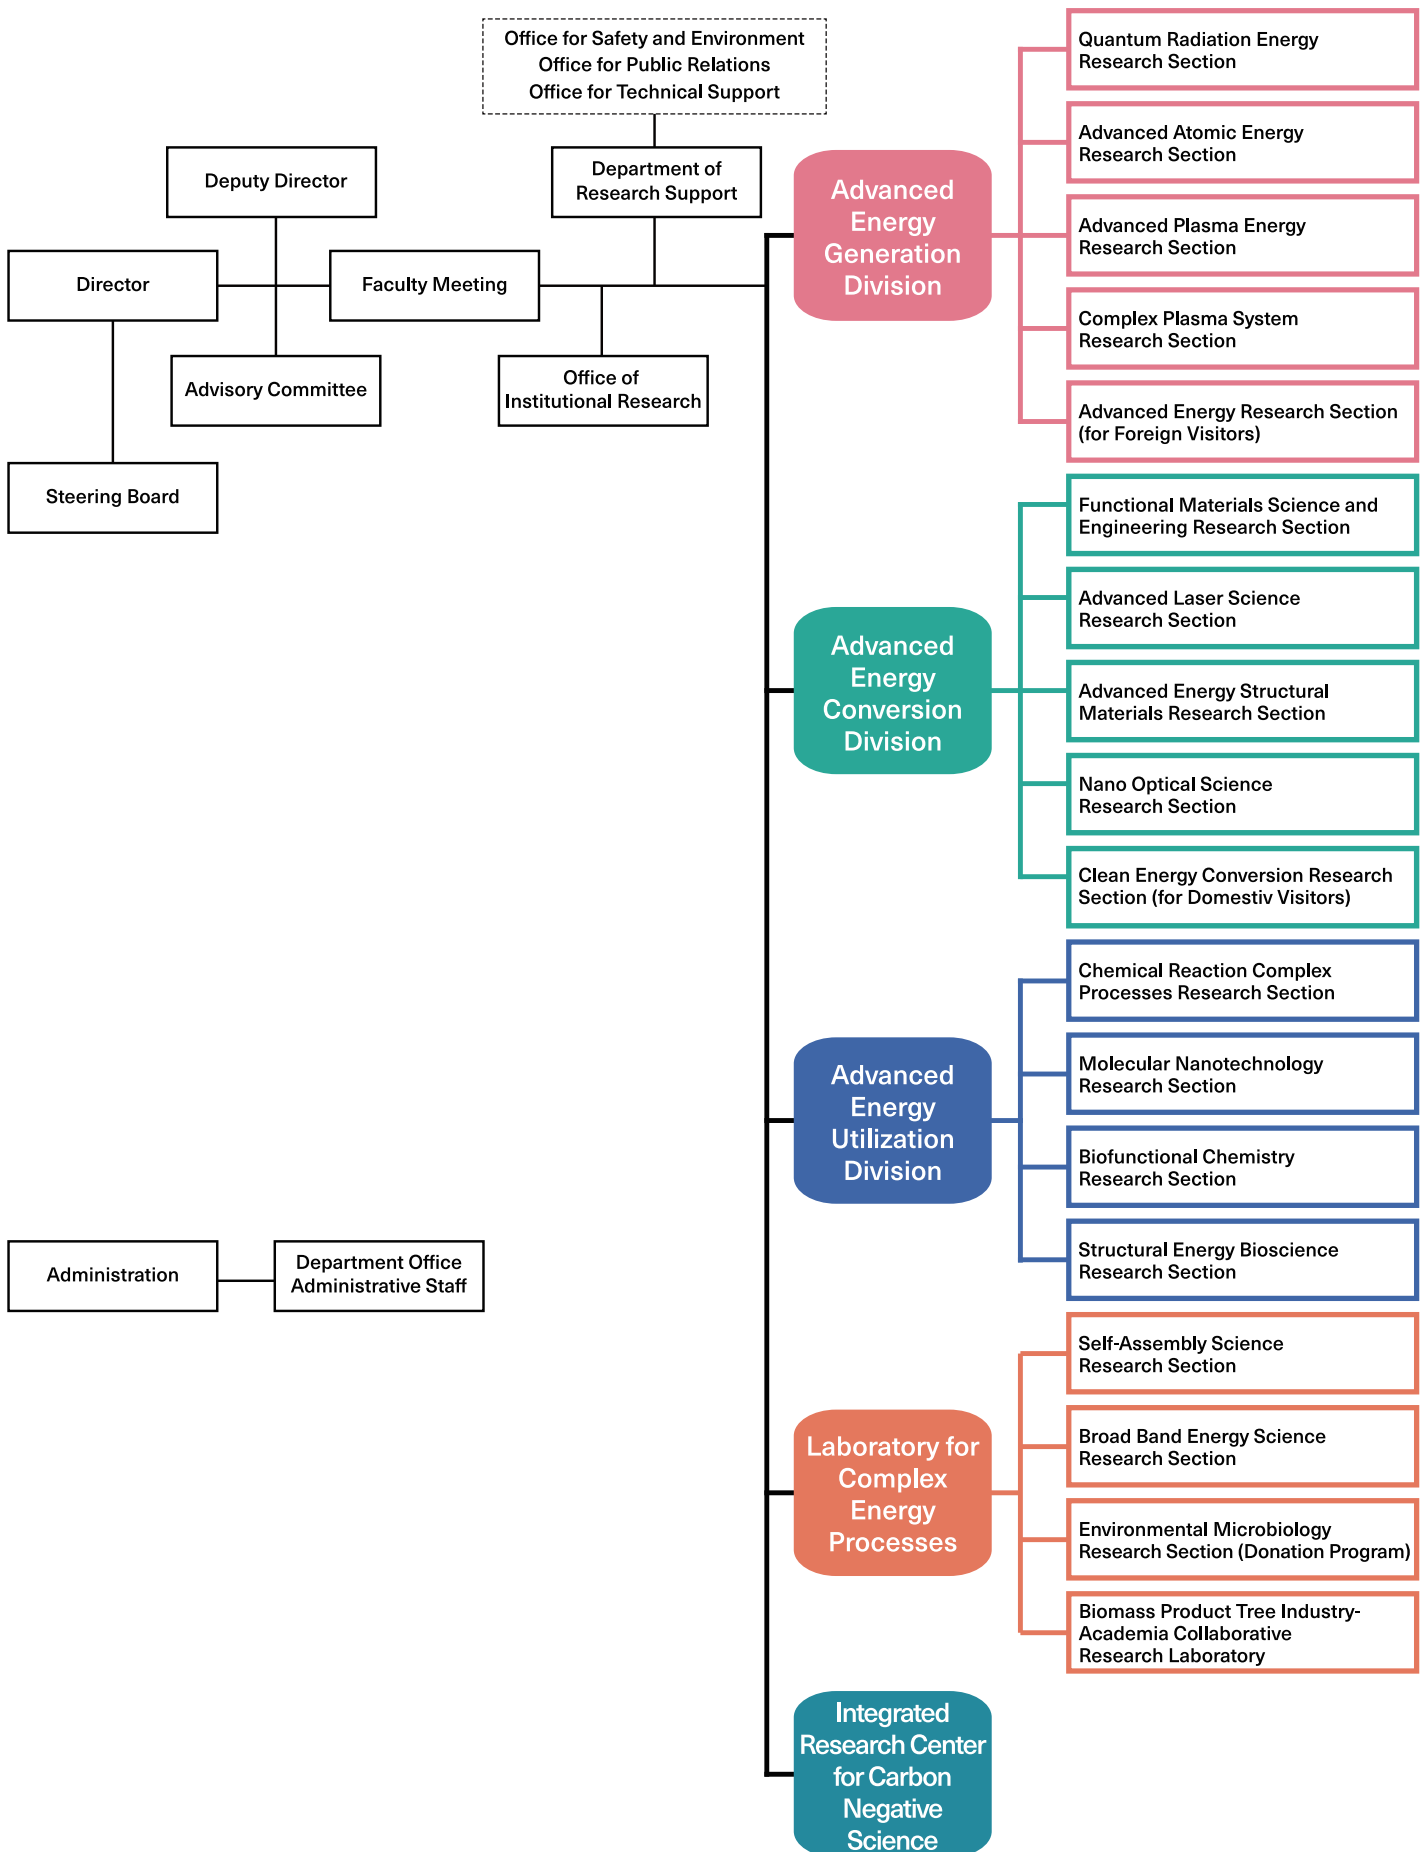 Office for Safety and Environment
Office for Public Relations
Office for Technical Support
Deputy Director
Department of
Research Support
Director
Faculty Meeting
Advisory Committee
Office of
Institutional Research
Steering Board
Administration
Department Office
Administrative Staff
Advanced
Energy
Generation
Division
Quantum Radiation Energy
Research Section
Advanced Atomic Energy
Research Section
Advanced Plasma Energy
Research Section
Complex Plasma System
Research Section
Advanced Energy Research Section
(for Foreign Visitors)
Advanced
Energy
Conversion
Division
Functional Materials Science and
Engineering Research Section
Advanced Laser Science
Research Section
Advanced Energy Structural
Materials Research Section
Nano Optical Science
Research Section
Clean Energy Conversion Research
Section (for Domestiv Visitors)
Advanced
Energy
Utilization
Division
Chemical Reaction Complex
Processes Research Section
Molecular Nanotechnology
Research Section
Biofunctional Chemistry
Research Section
Structural Energy Bioscience
Research Section
Laboratory for
Complex
Energy
Processes
Self-Assembly Science
Research Section
Broad Band Energy Science
Research Section
Environmental Microbiology
Research Section (Donation Program)
Biomass Product Tree Industry-
Academia Collaborative
Research Laboratory
Integrated
Research Center
for Carbon
Negative
Science